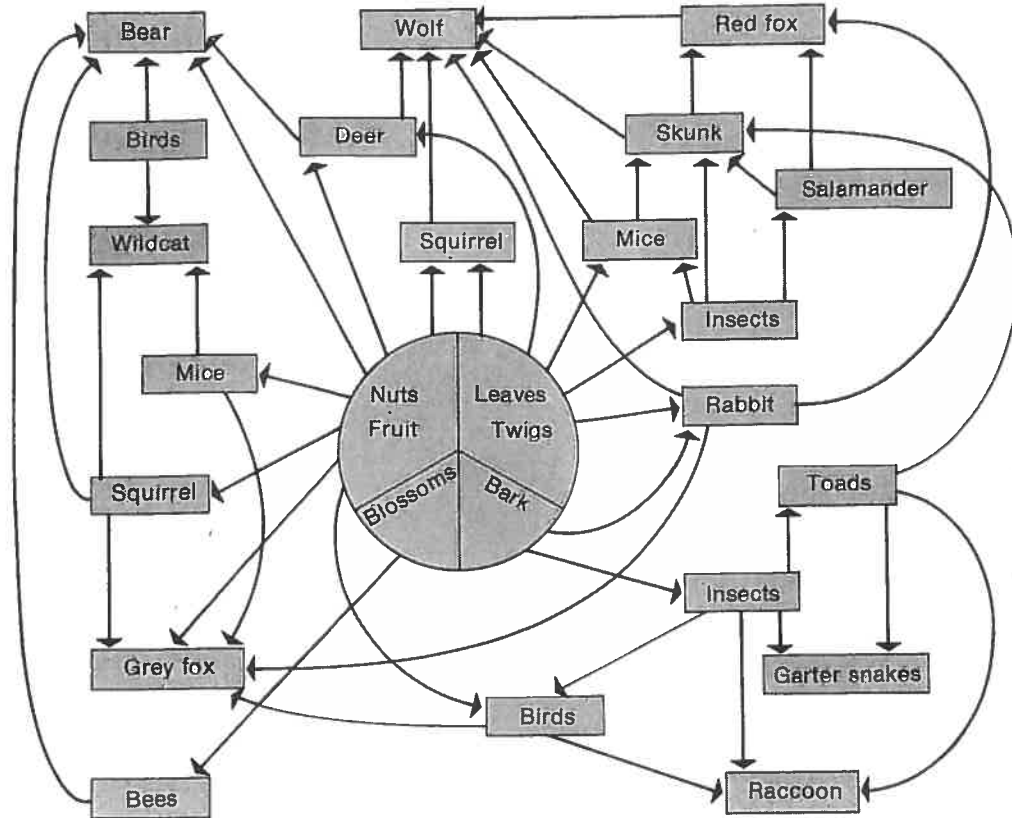 Bear
Wolf
Red fox
Birds
Deer
Skunk
Salamander
Wildcat
Squirrel
Mice
Insects
Mice
Nuts
Fruit
Leaves
Twigs
Rabbit
Squirrel
Blossoms
Bark
Toads
Insects
Grey fox
Garter snakes
Birds
Bees
Raccoon